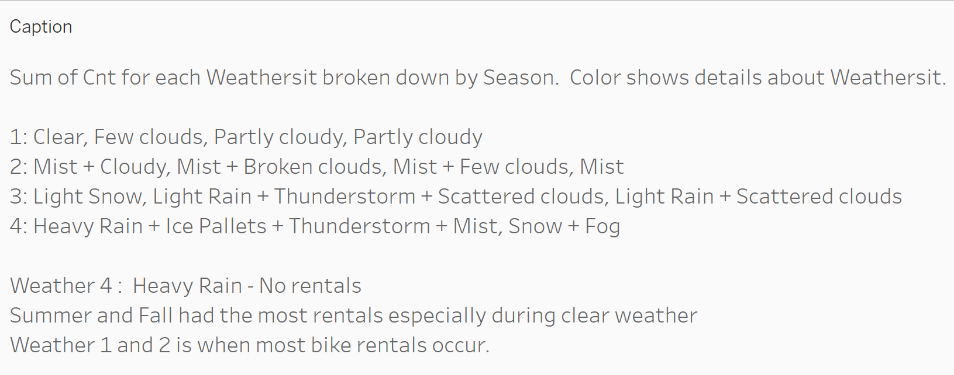 Caption
Sum of Cnt for each Weathersit broken down by Season.  Color shows details about Weathersit.
1: Clear, Few clouds, Partly cloudy, Partly cloudy
2: Mist + Cloudy, Mist + Broken clouds, Mist + Few clouds, Mist
3: Light Snow, Light Rain + Thunderstorm + Scattered clouds, Light Rain + Scattered clouds
4: Heavy Rain + Ice Pallets + Thunderstorm + Mist, Snow + Fog
Weather 4 :  Heavy Rain - No rentals
Summer and Fall had the most rentals especially during clear weather
Weather 1 and 2 is when most bike rentals occur.